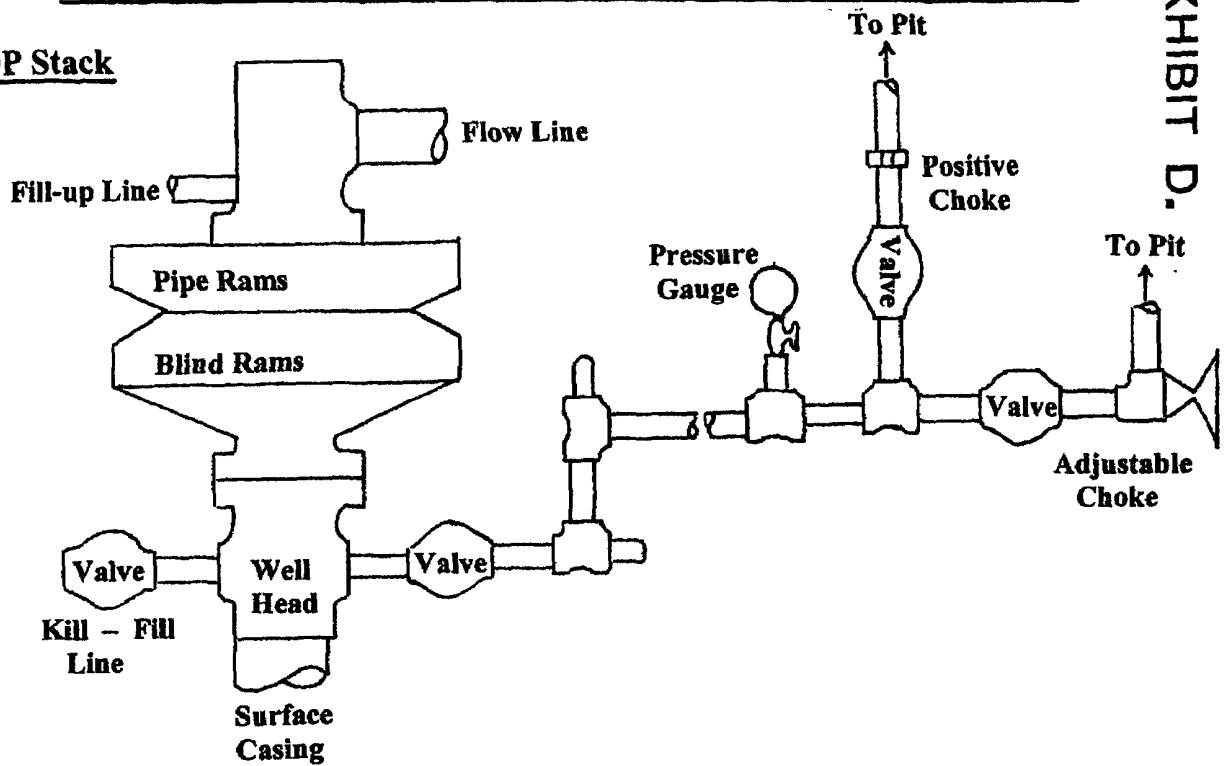 P Stack
To Pit
XHIBIT D.
Flow Line
Fill-up Line
Positive
Choke
Pipe Rams
Pressure
Gauge
Valve
To Pit
Blind Rams
Valve
Adjustable
Choke
Valve
Well
Head
Valve
Kill – Fill
Line
Surface
Casing